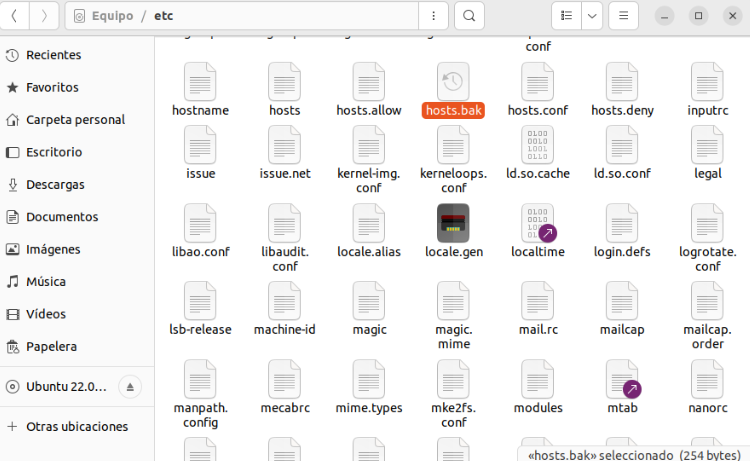 Equipo / etc
Recientes
Favoritos
Carpeta personal
Escritorio
Descargas
Documentos
Imágenes
Música
Vídeos
Papelera
Ubuntu 22.0...
Otras ubicaciones
conf
hostname
hosts
hosts.allow
hosts.bak
hosts.conf
hosts.deny
inputrc
issue
issue.net
kernel-img.
conf
kerneloops.
conf
ld.so.cache
ld.so.conf
legal
libao.conf
libaudit.
conf
locale.alias
locale.gen
localtime
login.defs
logrotate.
conf
lsb-release
machine-id
magic
magic.
mime
mail.rc
mailcap
mailcap.
order
manpath.
config
mecabrc
mime.types
mke2fs.
conf
modules
mtab
nanorc
«hosts.bak» seleccionado (254 bytes)